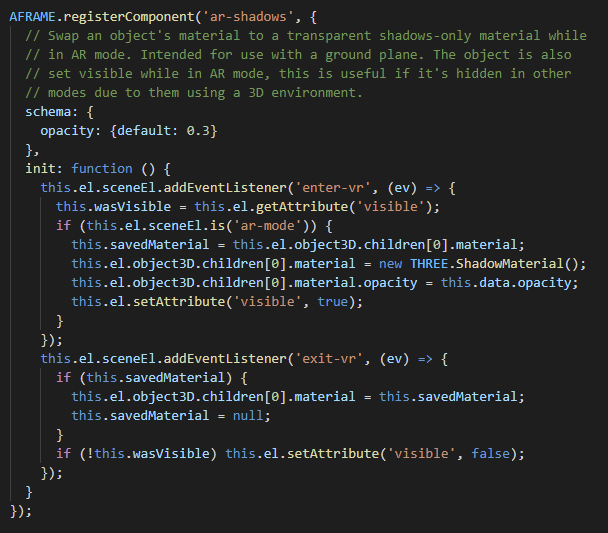 AFRAME.registerComponent('ar-shadows', {
  // Swap an object's material to a transparent shadows-only material while
  // in AR mode. Intended for use with a ground plane. The object is also
  // set visible while in AR mode, this is useful if it's hidden in other
  // modes due to them using a 3D environment.
  schema: {
    opacity: {default: 0.3}
  },
  init: function () {
    this.el.sceneEl.addEventListener('enter-vr', (ev) => {
      this.wasVisible = this.el.getAttribute('visible');
      if (this.el.sceneEl.is('ar-mode')) {
        this.savedMaterial = this.el.object3D.children[0].material;
        this.el.object3D.children[0].material = new THREE.ShadowMaterial();
        this.el.object3D.children[0].material.opacity = this.data.opacity;
        this.el.setAttribute('visible', true);
      }
    });
    this.el.sceneEl.addEventListener('exit-vr', (ev) => {
      if (this.savedMaterial) {
        this.el.object3D.children[0].material = this.savedMaterial;
        this.savedMaterial = null;
      }
      if (!this.wasVisible) this.el.setAttribute('visible', false);
    });
  }
});